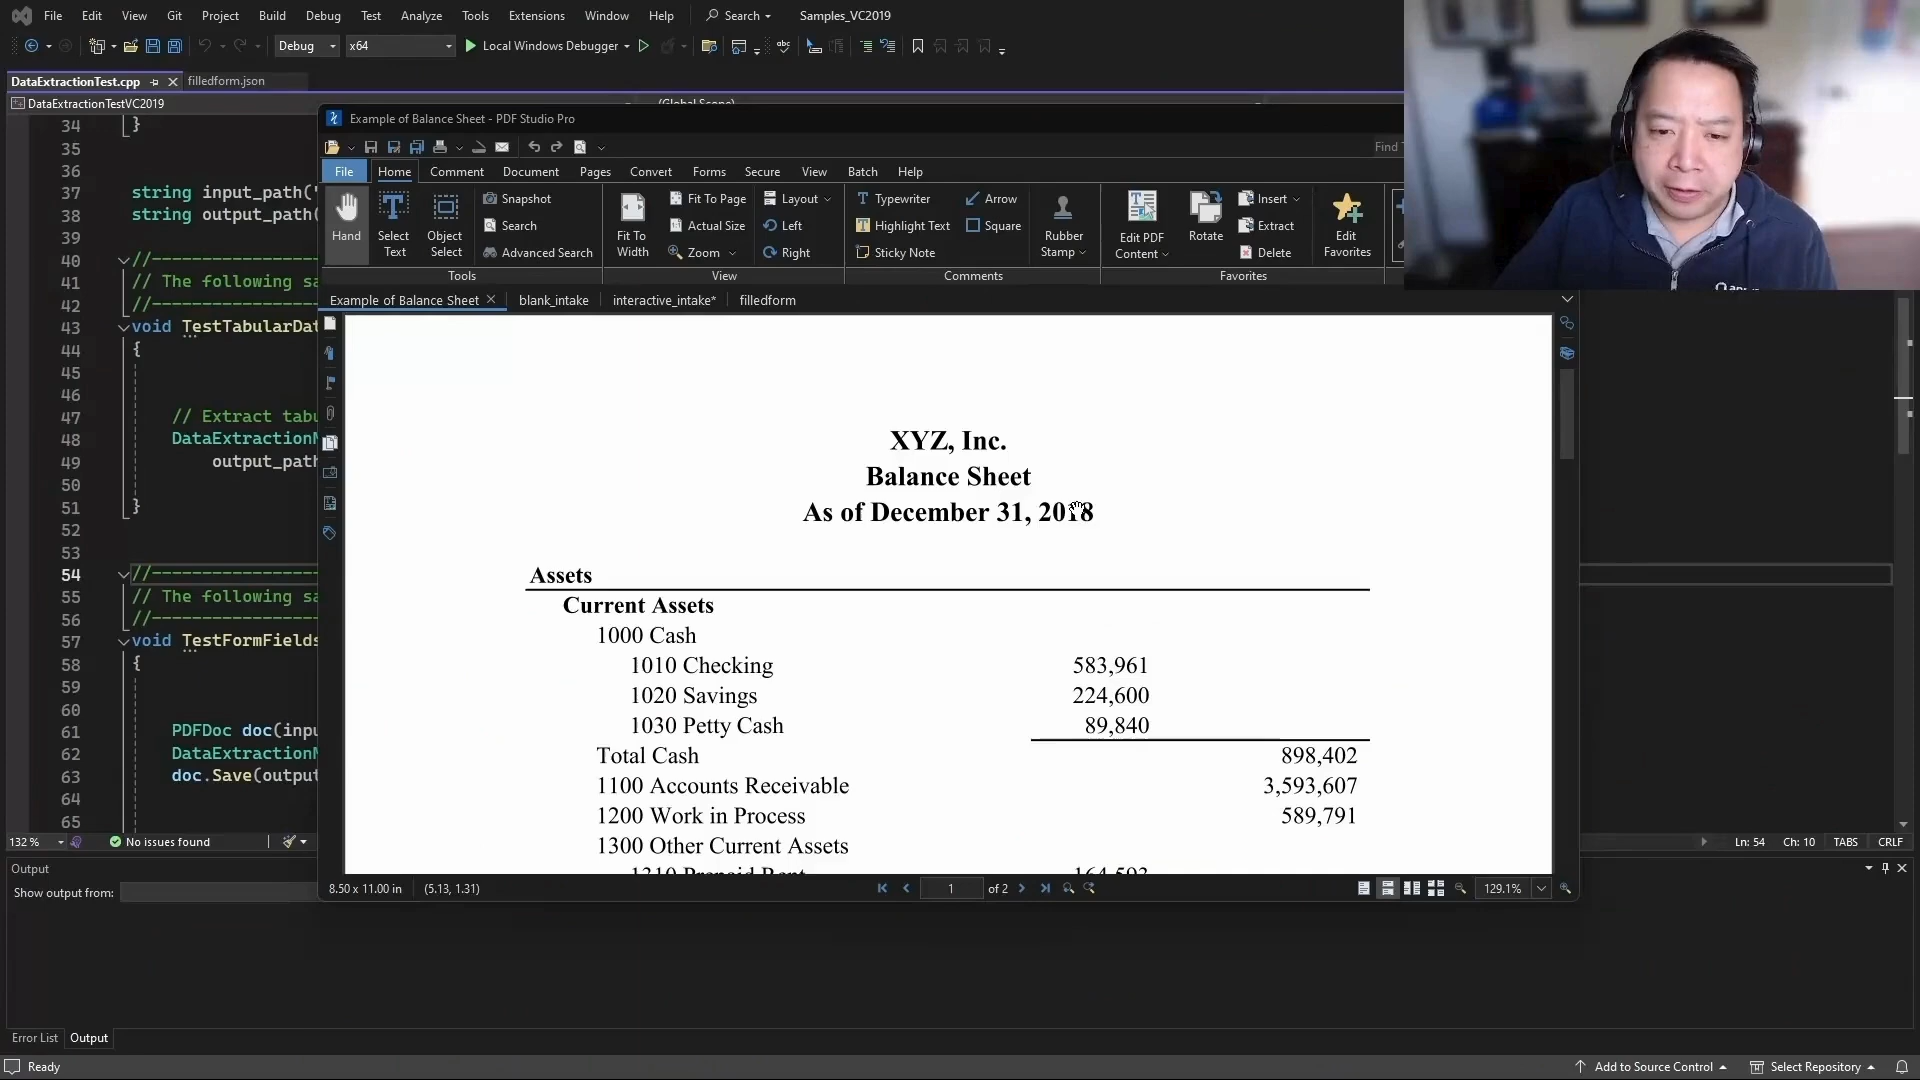 File Edit View Git Project Build Debug Test Analyze Tools Extensions Window Help Search Samples_VC2019
Debug x64 Local Windows Debugger
DataExtractionTest.cpp filledform.json
DataExtractionTestVC2019 (Global Scope)
34 }
35
36
37 string input_path("
38 string output_path(
39
40 //------------------
41 // The following sa
42 //------------------
43 void TestTabularDat
44 {
45
46
47 // Extract tabu
48 DataExtractionM
49 output_path
50
51 }
52
53
54 //------------------
55 // The following sa
56 //------------------
57 void TestFormFields
58 {
59
60
61 PDFDoc doc(inpu
62 DataExtractionM
63 doc.Save(output
64
65
132 % No issues found Ln: 54 Ch: 10 TABS CRLF
Output
Show output from:
Error List Output
Ready Add to Source Control Select Repository
Example of Balance Sheet - PDF Studio Pro
Find
File Home Comment Document Pages Convert Forms Secure View Batch Help
Hand
Select Text
Object Select
Snapshot
Search
Advanced Search
Tools
Fit To Width
Fit To Page
Actual Size
Zoom
Layout
Left
Right
View
Typewriter
Highlight Text
Sticky Note
Arrow
Square
Rubber Stamp
Comments
Edit PDF Content
Rotate
Insert
Extract
Delete
Edit Favorites
Favorites
Example of Balance Sheet blank_intake interactive_intake* filledform
XYZ, Inc.
Balance Sheet
As of December 31, 2018
Assets
Current Assets
1000 Cash
1010 Checking 583,961
1020 Savings 224,600
1030 Petty Cash 89,840
Total Cash 898,402
1100 Accounts Receivable 3,593,607
1200 Work in Process 589,791
1300 Other Current Assets
1310 Prepaid Rent 164,593
8.50 x 11.00 in (5.13, 1.31) 1 of 2 129.1%